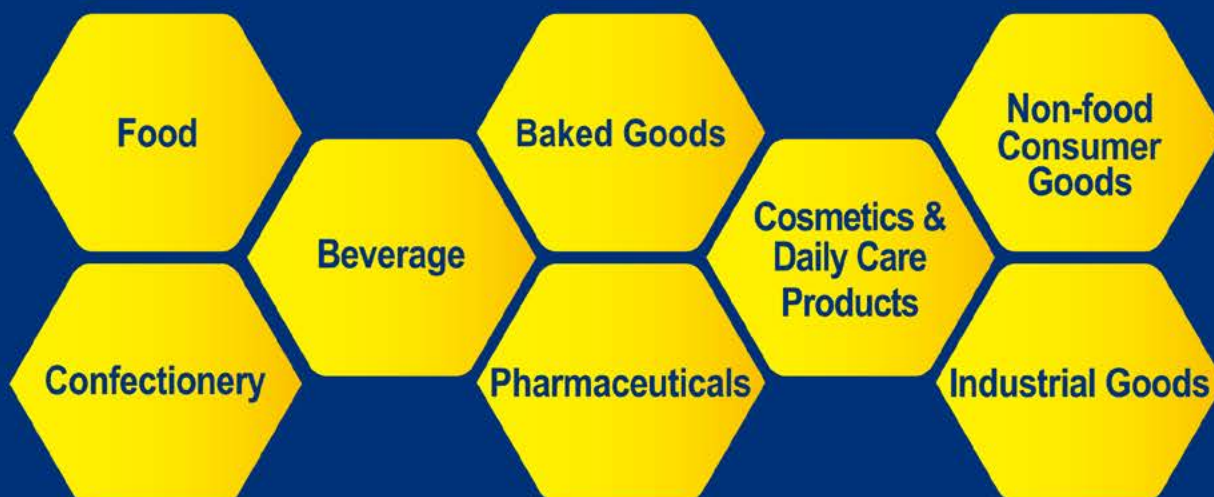 Food
Baked Goods
Non-food
Consumer
Goods
Beverage
Cosmetics &
Daily Care
Products
Confectionery
Pharmaceuticals
Industrial Goods